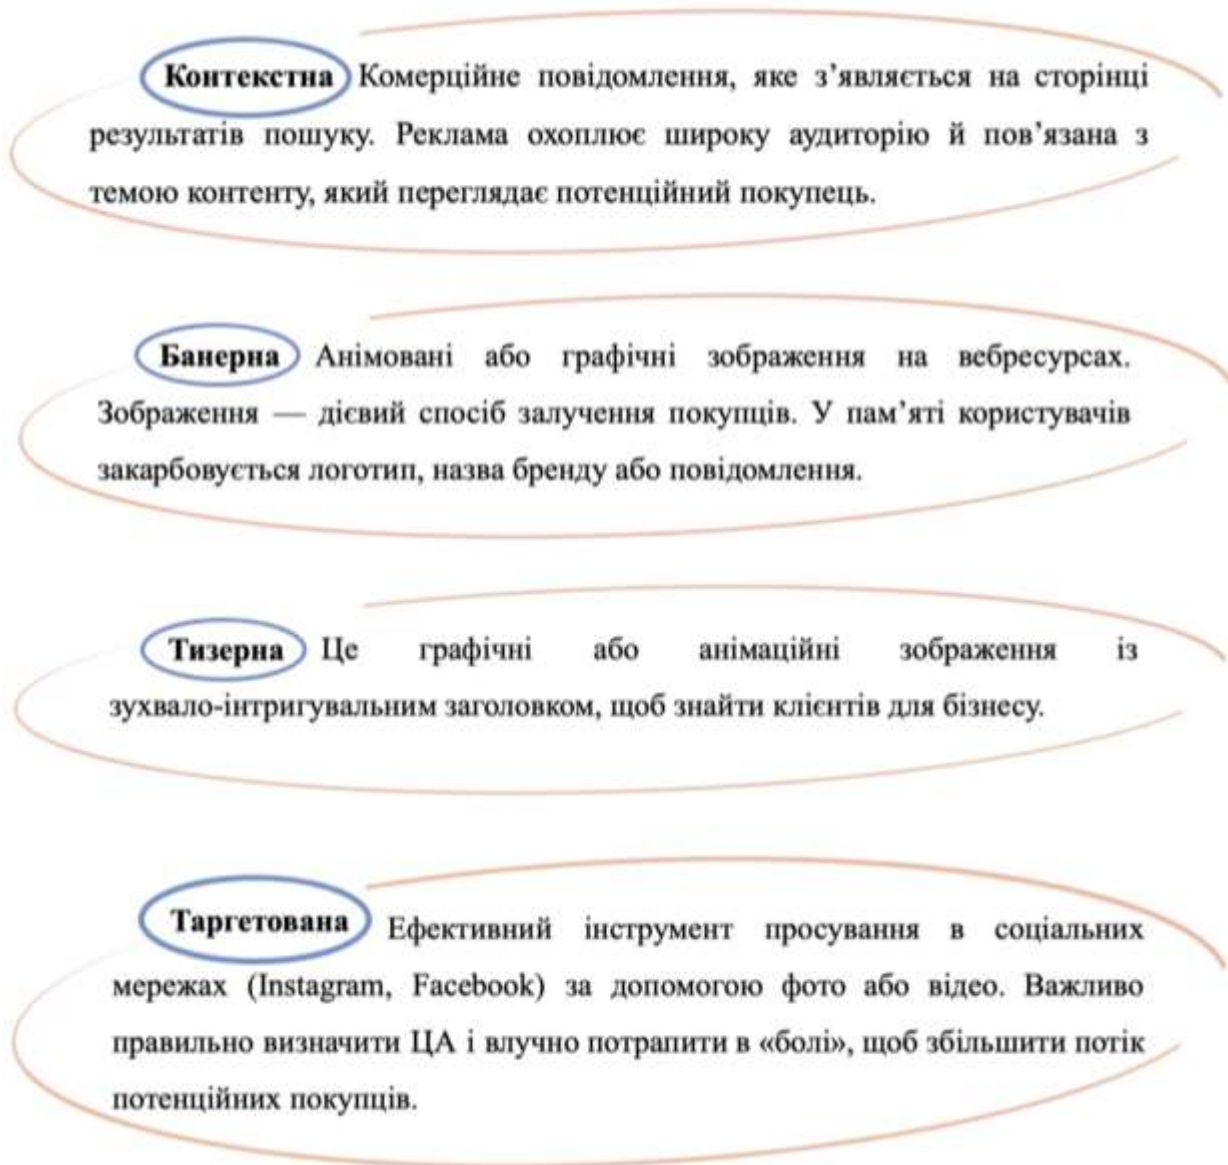 Контекстна Комерційне повідомлення, яке з’являється на сторінці
результатів пошуку. Реклама охоплює широку аудиторію й пов’язана з
темою контенту, який переглядає потенційний покупець.
Банерна Анімовані або графічні зображення на вебресурсах.
Зображення — дієвий спосіб залучення покупців. У пам’яті користувачів
закарбовується логотип, назва бренду або повідомлення.
Тизерна Це графічні або анімаційні зображення із
зухвало-інтригувальним заголовком, щоб знайти клієнтів для бізнесу.
Таргетована Ефективний інструмент просування в соціальних
мережах (Instagram, Facebook) за допомогою фото або відео. Важливо
правильно визначити ЦА і влучно потрапити в «болі», щоб збільшити потік
потенційних покупців.